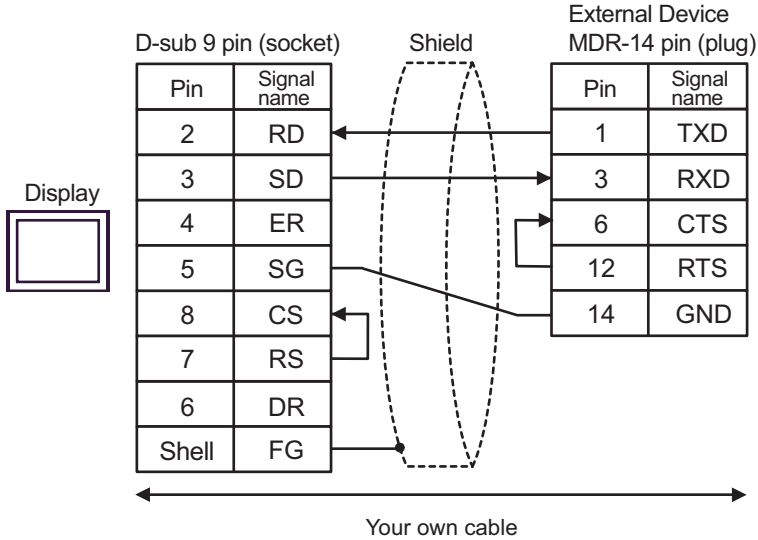 External Device
D-sub 9 pin (socket) Shield MDR-14 pin (plug)
Pin Signal name Pin Signal name
2 RD 1 TXD
3 SD 3 RXD
Display
4 ER 6 CTS
5 SG 12 RTS
8 CS 14 GND
7 RS
6 DR
Shell FG
Your own cable